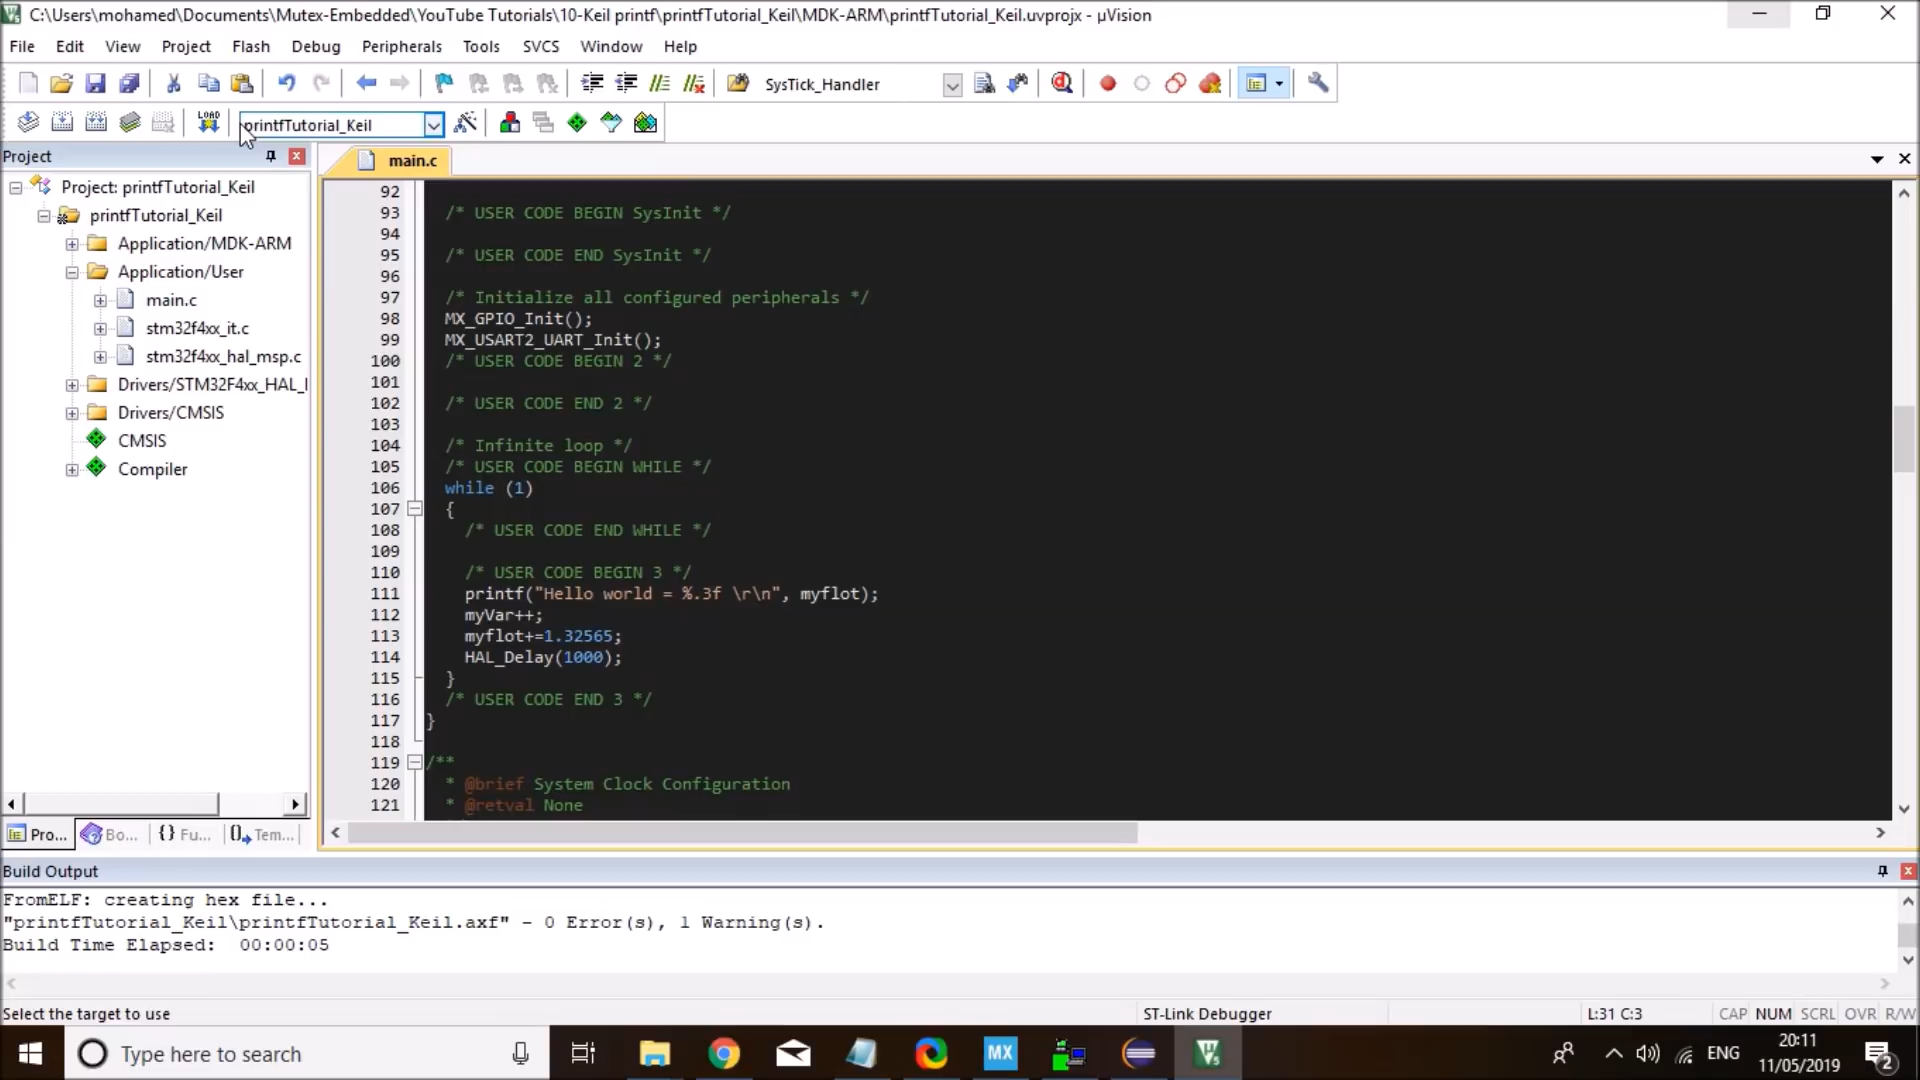 C:\Users\mohamed\Documents\Mutex-Embedded\YouTube Tutorials\10-Keil printf\printfTutorial_Keil\MDK-ARM\printfTutorial_Keil.uvprojx - µVision
File Edit View Project Flash Debug Peripherals Tools SVCS Window Help
SysTick_Handler
LOAD printfTutorial_Keil
Project
main.c
Project: printfTutorial_Keil
printfTutorial_Keil
Application/MDK-ARM
Application/User
main.c
stm32f4xx_it.c
stm32f4xx_hal_msp.c
Drivers/STM32F4xx_HAL_
Drivers/CMSIS
CMSIS
Compiler
Pro... Bo... {} Fu... Tem...
92
93 /* USER CODE BEGIN SysInit */
94
95 /* USER CODE END SysInit */
96
97 /* Initialize all configured peripherals */
98 MX_GPIO_Init();
99 MX_USART2_UART_Init();
100 /* USER CODE BEGIN 2 */
101
102 /* USER CODE END 2 */
103
104 /* Infinite loop */
105 /* USER CODE BEGIN WHILE */
106 while (1)
107 {
108 /* USER CODE END WHILE */
109
110 /* USER CODE BEGIN 3 */
111 printf("Hello world = %.3f \r\n", myflot);
112 myVar++;
113 myflot+=1.32565;
114 HAL_Delay(1000);
115 }
116 /* USER CODE END 3 */
117 }
118
119 /**
120 * @brief System Clock Configuration
121 * @retval None
Build Output
FromELF: creating hex file...
"printfTutorial_Keil\printfTutorial_Keil.axf" - 0 Error(s), 1 Warning(s).
Build Time Elapsed: 00:00:05
Select the target to use ST-Link Debugger L:31 C:3 CAP NUM SCRL OVR R/W
Type here to search
MX
ENG
20:11
11/05/2019
2